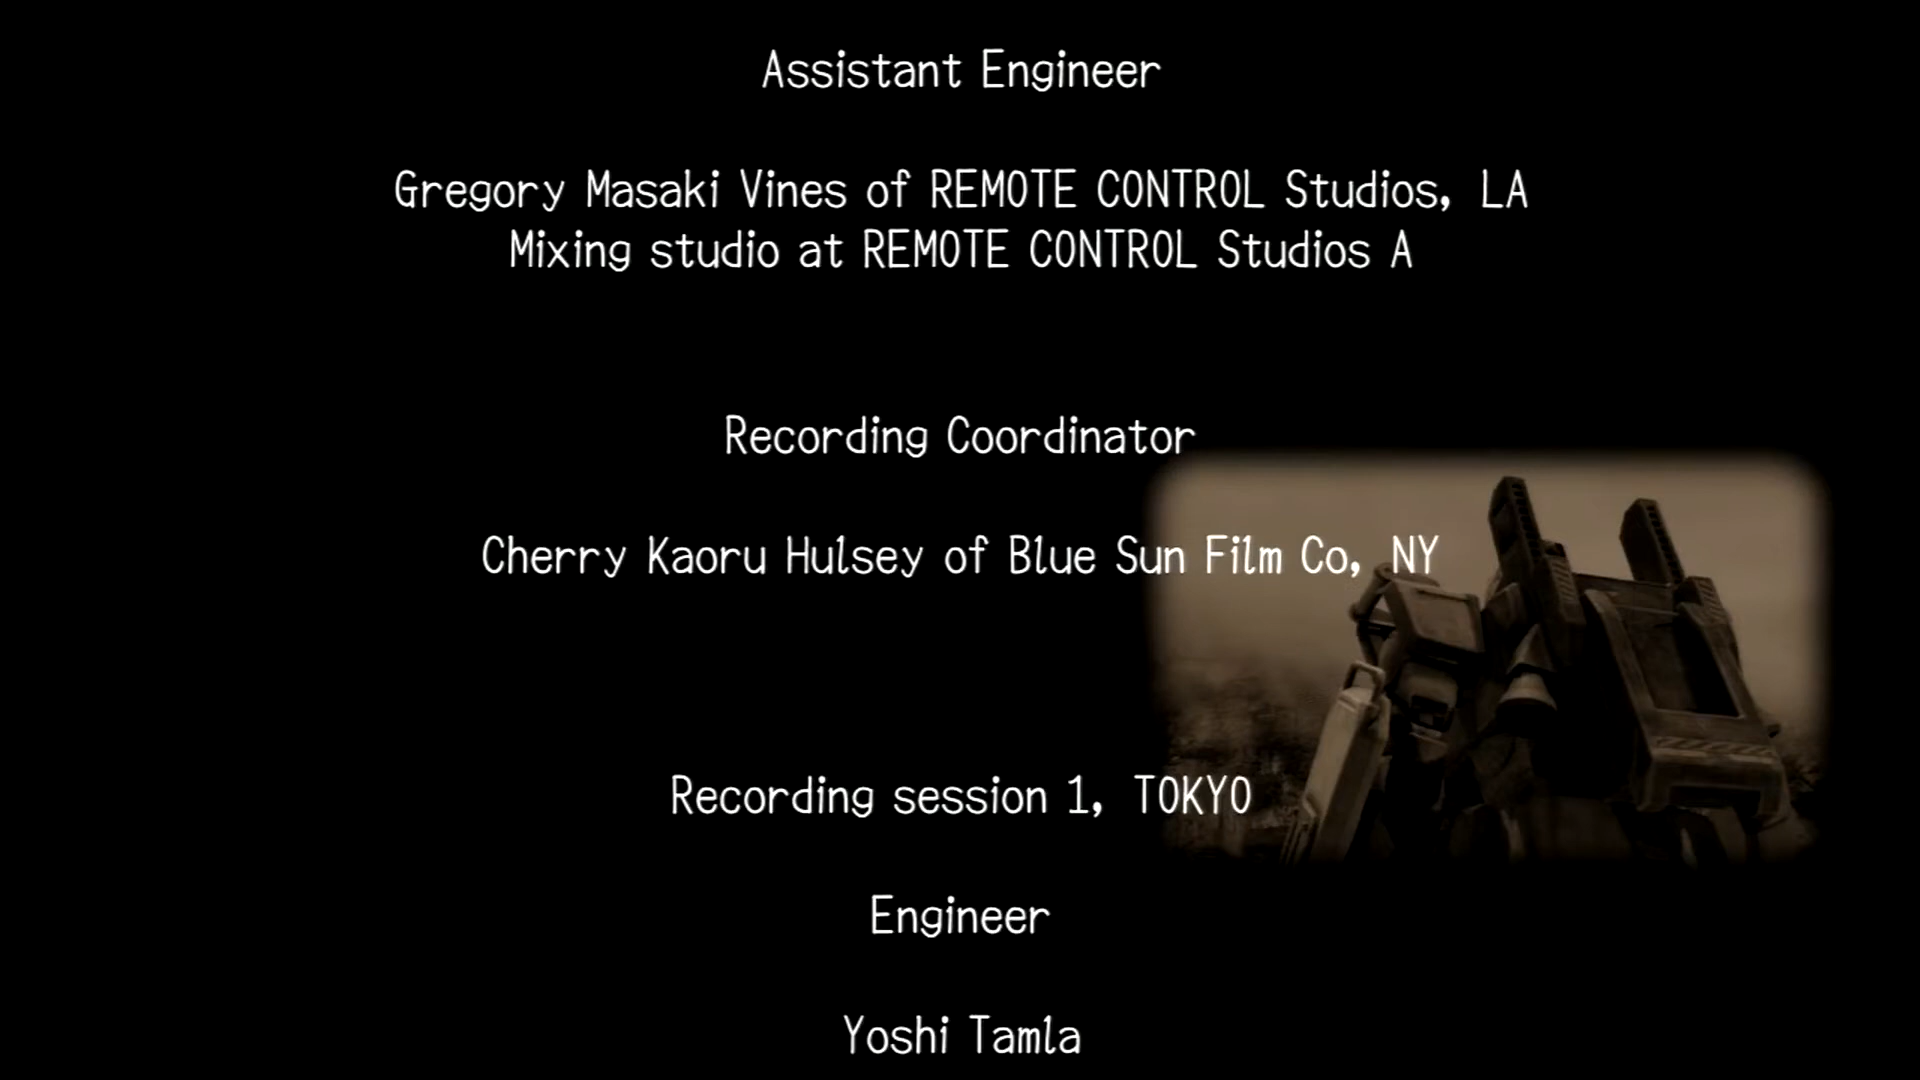 Assistant Engineer
Gregory Masaki Vines of REMOTE CONTROL Studios, LA
Mixing studio at REMOTE CONTROL Studios A
Recording Coordinator
Cherry Kaoru Hulsey of Blue Sun Film Co, NY
Recording session 1, TOKYO
Engineer
Yoshi Tamla